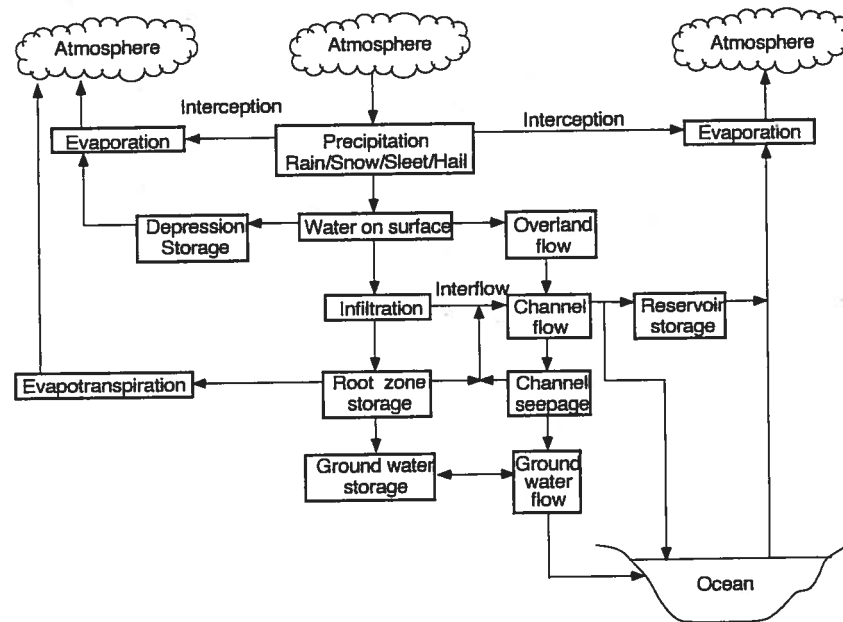 Atmosphere
Atmosphere
Atmosphere
Interception
Interception
Evaporation
Precipitation
Rain/Snow/Sleet/Hail
Evaporation
Depression
Storage
Water on surface
Overland
flow
Interflow
Infiltration
Channel
flow
Reservoir
storage
Evapotranspiration
Root zone
storage
Channel
seepage
Ground water
storage
Ground
water
flow
Ocean